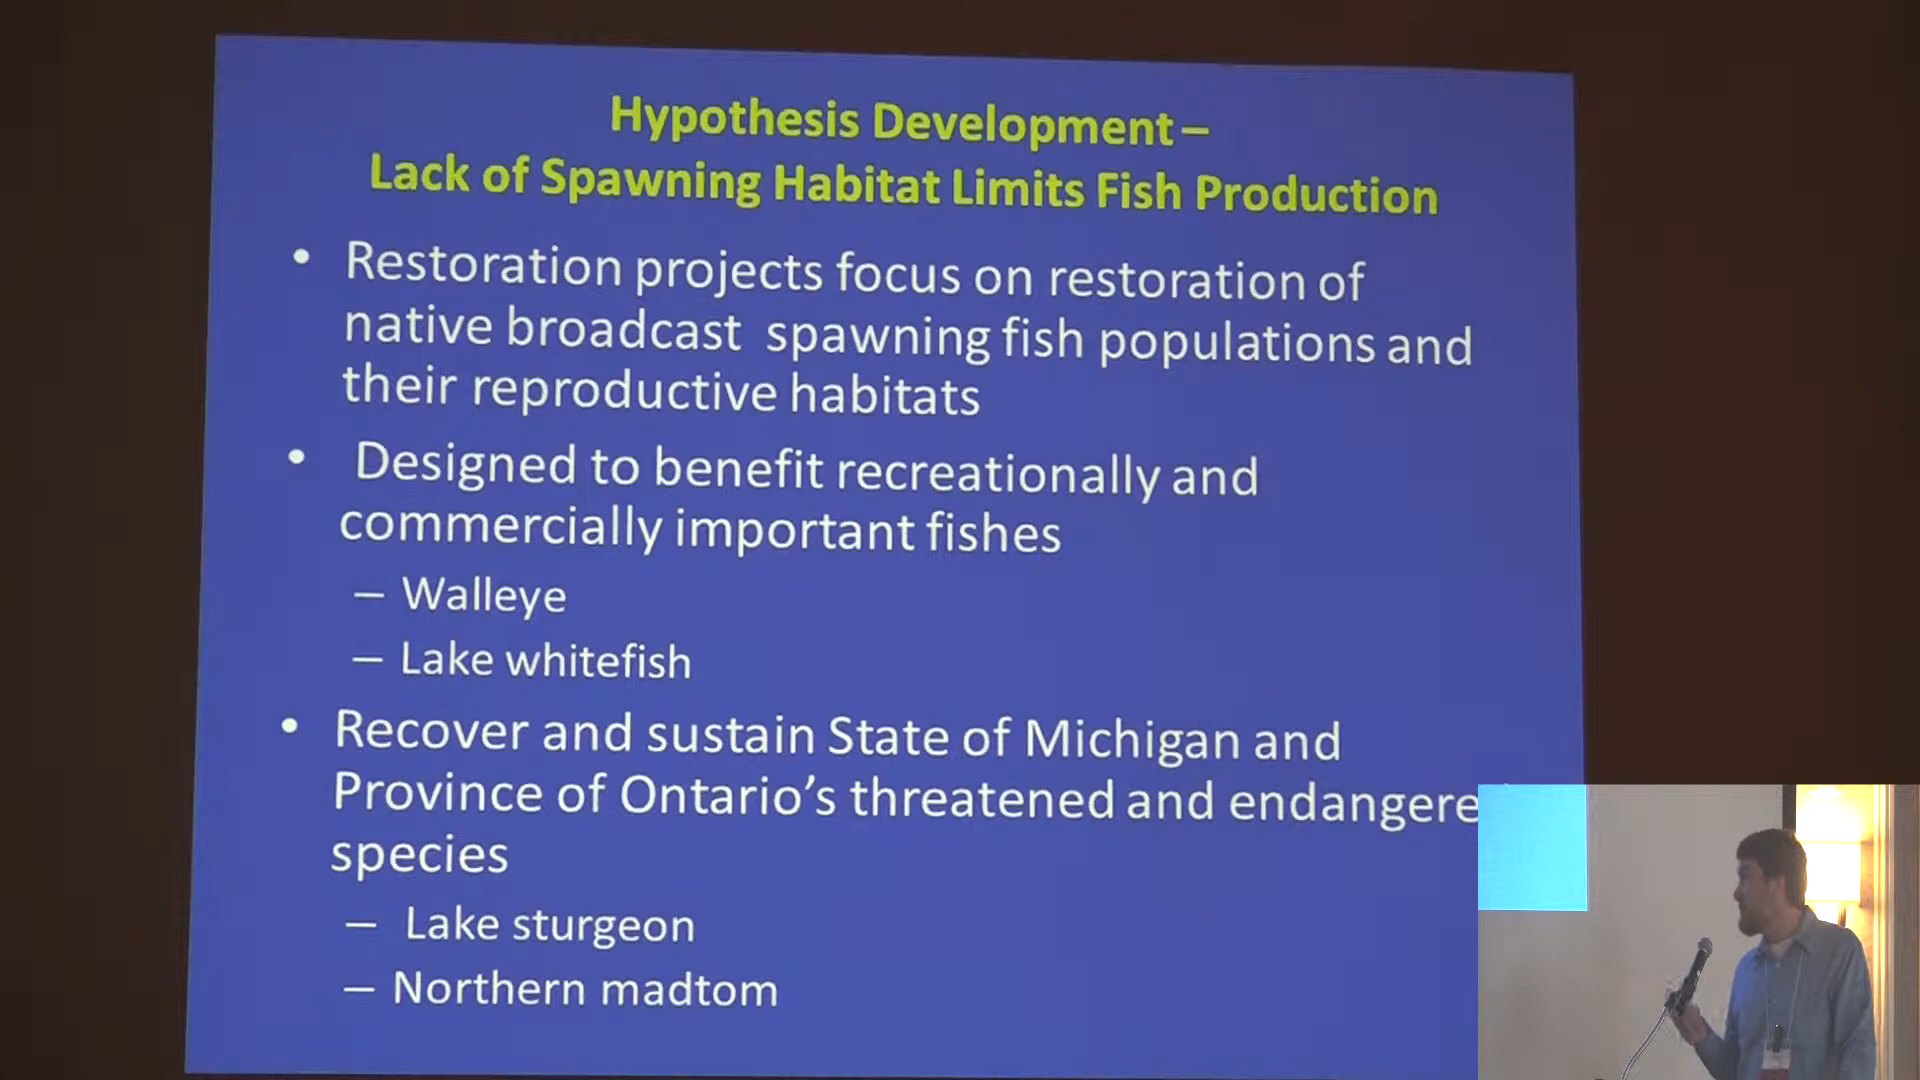 Hypothesis Development –
Lack of Spawning Habitat Limits Fish Production
• Restoration projects focus on restoration of
native broadcast spawning fish populations and
their reproductive habitats
• Designed to benefit recreationally and
commercially important fishes
– Walleye
– Lake whitefish
• Recover and sustain State of Michigan and
Province of Ontario's threatened and endangere
species
– Lake sturgeon
– Northern madtom